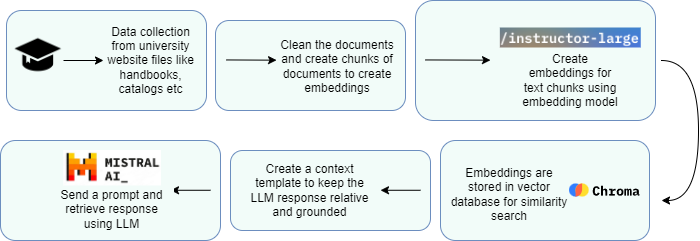 Data collection
from university
website files like
handbooks,
catalogs etc
Clean the documents
and create chunks of
documents to create
embeddings
/instructor-large
Create
embeddings for
text chunks using
embedding model
Embeddings are
stored in vector
database for similarity
search
Chroma
Create a context
template to keep the
LLM response relative
and grounded
MISTRAL
AI_
Send a prompt and
retrieve response
using LLM